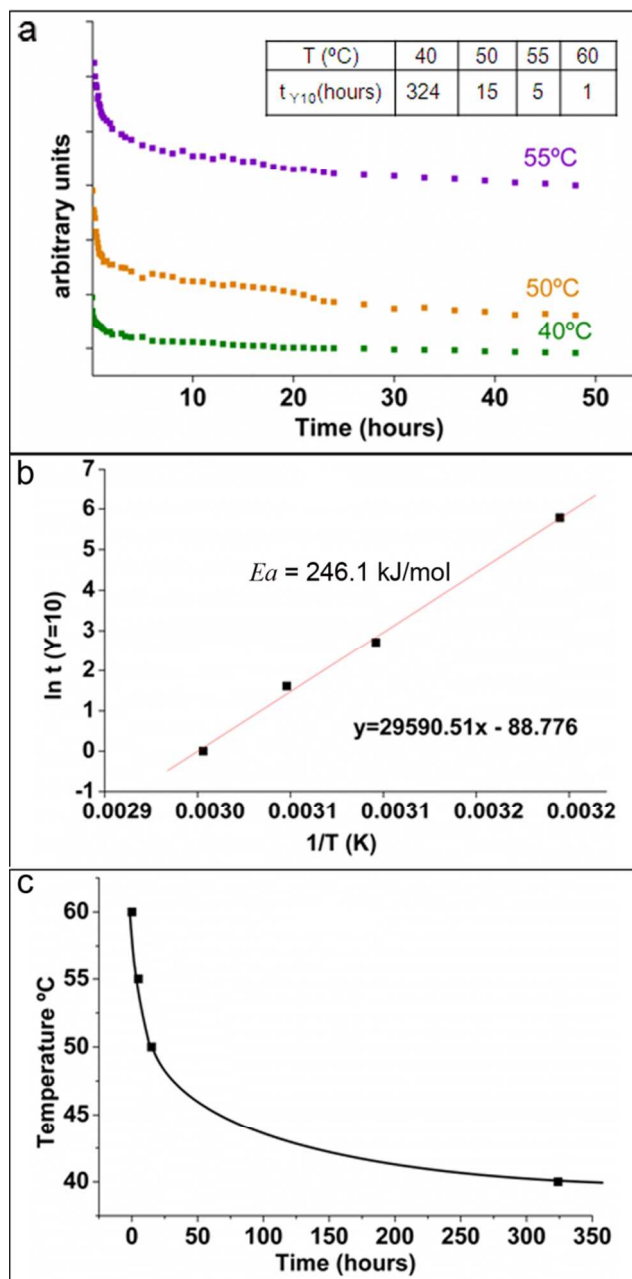 a
T (ºC) 40 50 55 60
t Y10(hours) 324 15 5 1
55ºC
50ºC
40ºC
arbitrary units
10 20 30 40 50
Time (hours)
b
7
6
5
4
3
2
1
0
-1
ln t (Y=10)
Ea = 246.1 kJ/mol
y=29590.51x - 88.776
0.0029 0.0030 0.0031 0.0031 0.0032 0.0032
1/T (K)
c
60
55
50
45
40
Temperature ºC
0 50 100 150 200 250 300 350
Time (hours)